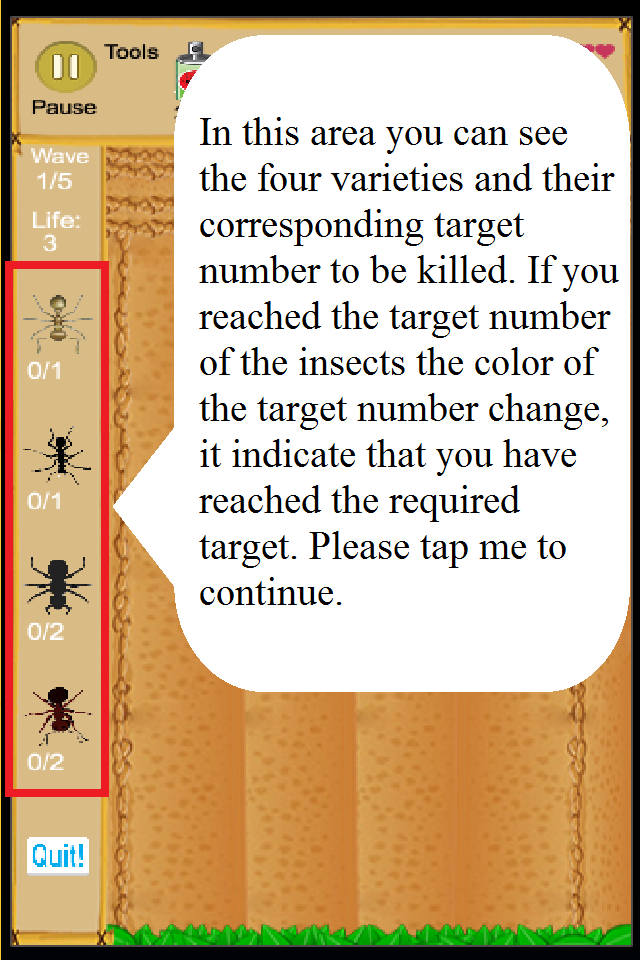 Tools
Pause
Wave
1/5
Life:
3
0/1
0/1
0/2
0/2
Quit!
In this area you can see
the four varieties and their
corresponding target
number to be killed. If you
reached the target number
of the insects the color of
the target number change,
it indicate that you have
reached the required
target. Please tap me to
continue.